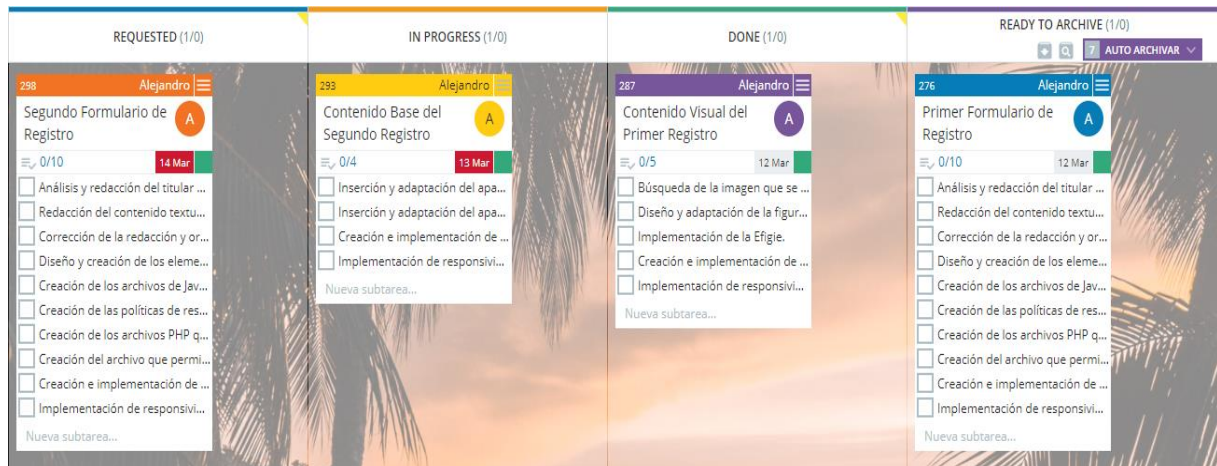 REQUESTED (1/0)
298 Alejandro
Segundo Formulario de
Registro
A
0/10 14 Mar
Análisis y redacción del titular ...
Redacción del contenido textu...
Corrección de la redacción y or...
Diseño y creación de los eleme...
Creación de los archivos de Jav...
Creación de las políticas de res...
Creación de los archivos PHP q...
Creación del archivo que permi...
Creación e implementación de ...
Implementación de responsivi...
Nueva subtarea...
IN PROGRESS (1/0)
293 Alejandro
Contenido Base del
Segundo Registro
A
0/4 13 Mar
Inserción y adaptación del apa...
Inserción y adaptación del apa...
Creación e implementación de ...
Implementación de responsivi...
Nueva subtarea...
DONE (1/0)
287 Alejandro
Contenido Visual del
Primer Registro
A
0/5 12 Mar
Búsqueda de la imagen que se ...
Diseño y adaptación de la figur...
Implementación de la Efigie.
Creación e implementación de ...
Implementación de responsivi...
Nueva subtarea...
READY TO ARCHIVE (1/0)
7 AUTO ARCHIVAR
276 Alejandro
Primer Formulario de
Registro
A
0/10 12 Mar
Análisis y redacción del titular ...
Redacción del contenido textu...
Corrección de la redacción y or...
Diseño y creación de los eleme...
Creación de los archivos de Jav...
Creación de las políticas de res...
Creación de los archivos PHP q...
Creación del archivo que permi...
Creación e implementación de ...
Implementación de responsivi...
Nueva subtarea...